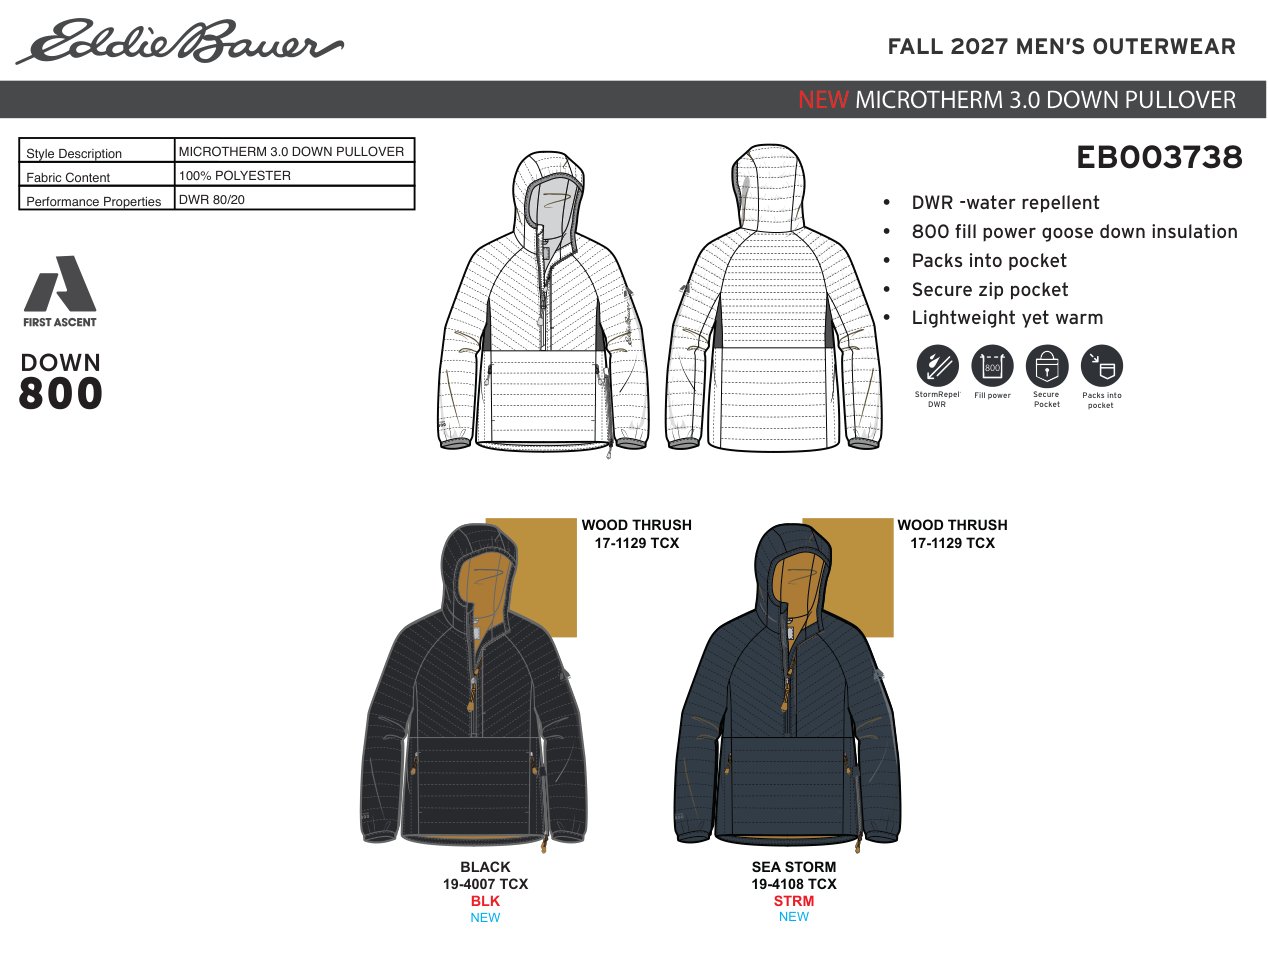 Eddie Bauer
FALL 2027 MEN'S OUTERWEAR
NEW MICROTHERM 3.0 DOWN PULLOVER
Style Description MICROTHERM 3.0 DOWN PULLOVER
Fabric Content 100% POLYESTER
Performance Properties DWR 80/20
EB003738
• DWR -water repellent
• 800 fill power goose down insulation
• Packs into pocket
• Secure zip pocket
• Lightweight yet warm
FIRST ASCENT
DOWN
800
800
StormRepel
DWR
Fill power
Secure
Pocket
Packs into
pocket
WOOD THRUSH
17-1129 TCX
WOOD THRUSH
17-1129 TCX
BLACK
19-4007 TCX
BLK
NEW
SEA STORM
19-4108 TCX
STRM
NEW